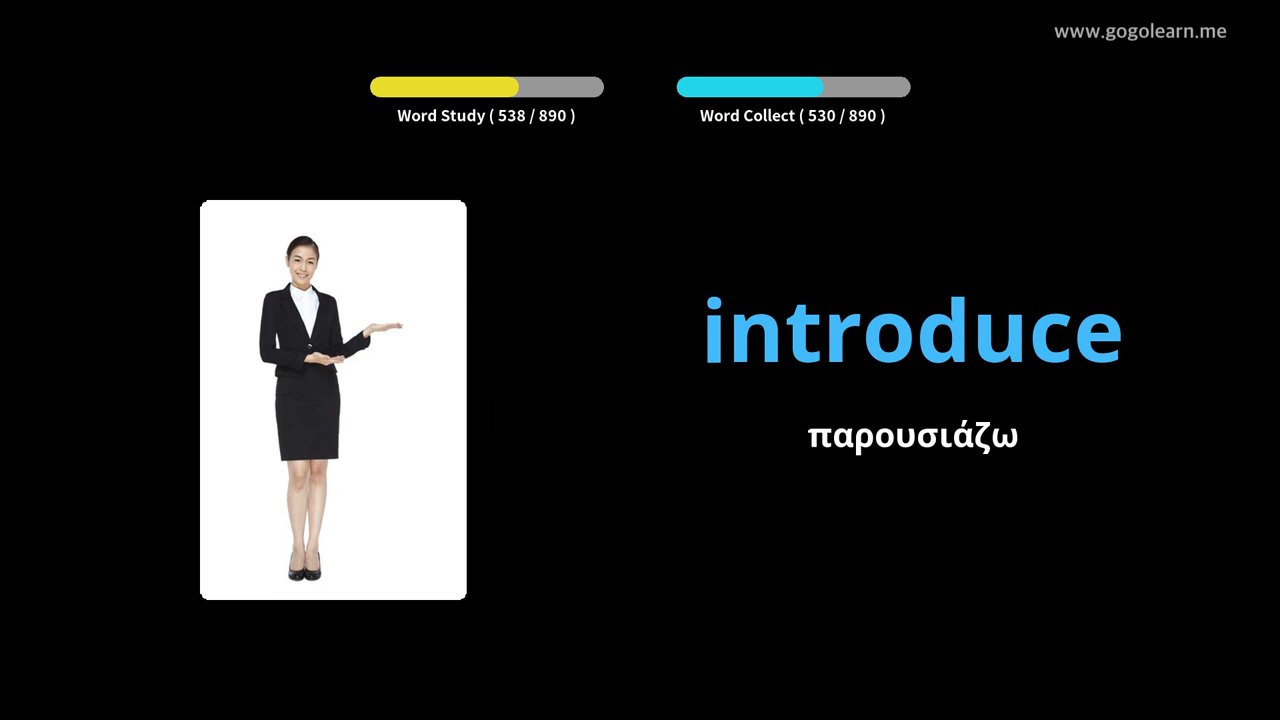 www.gogolearn.me
Word Study ( 538 / 890 )
Word Collect ( 530 / 890 )
introduce
παρουσιάζω